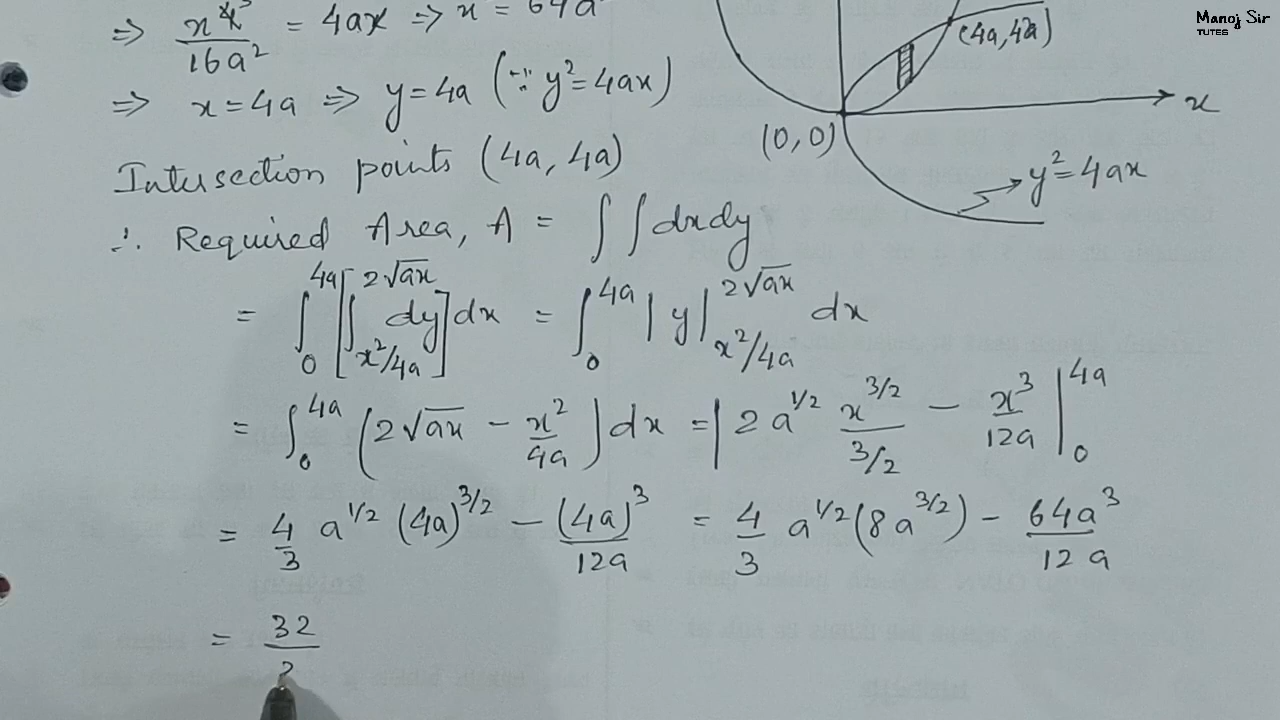 ⇒ x⁴³/16a² = 4ax ⇒ x³ = 64a³
⇒ x = 4a ⇒ y = 4a (∵ y² = 4ax)
Intersection points (4a, 4a)
∴ Required Area, A = ∫∫ dxdy
= ∫₀^4a [∫_{x²/4a}^{2√ax} dy] dx = ∫₀^4a |y|_{x²/4a}^{2√ax} dx
= ∫₀^4a (2√ax - x²/4a) dx = |2a^1/2 x^3/2/3/2 - x³/12a|₀^4a
= 4/3 a^1/2 (4a)^3/2 - (4a)³/12a = 4/3 a^1/2 (8a^3/2) - 64a³/12a
= 32/
(4a, 4a)
x
(0, 0)
y² = 4ax
Manoj Sir
TUTES